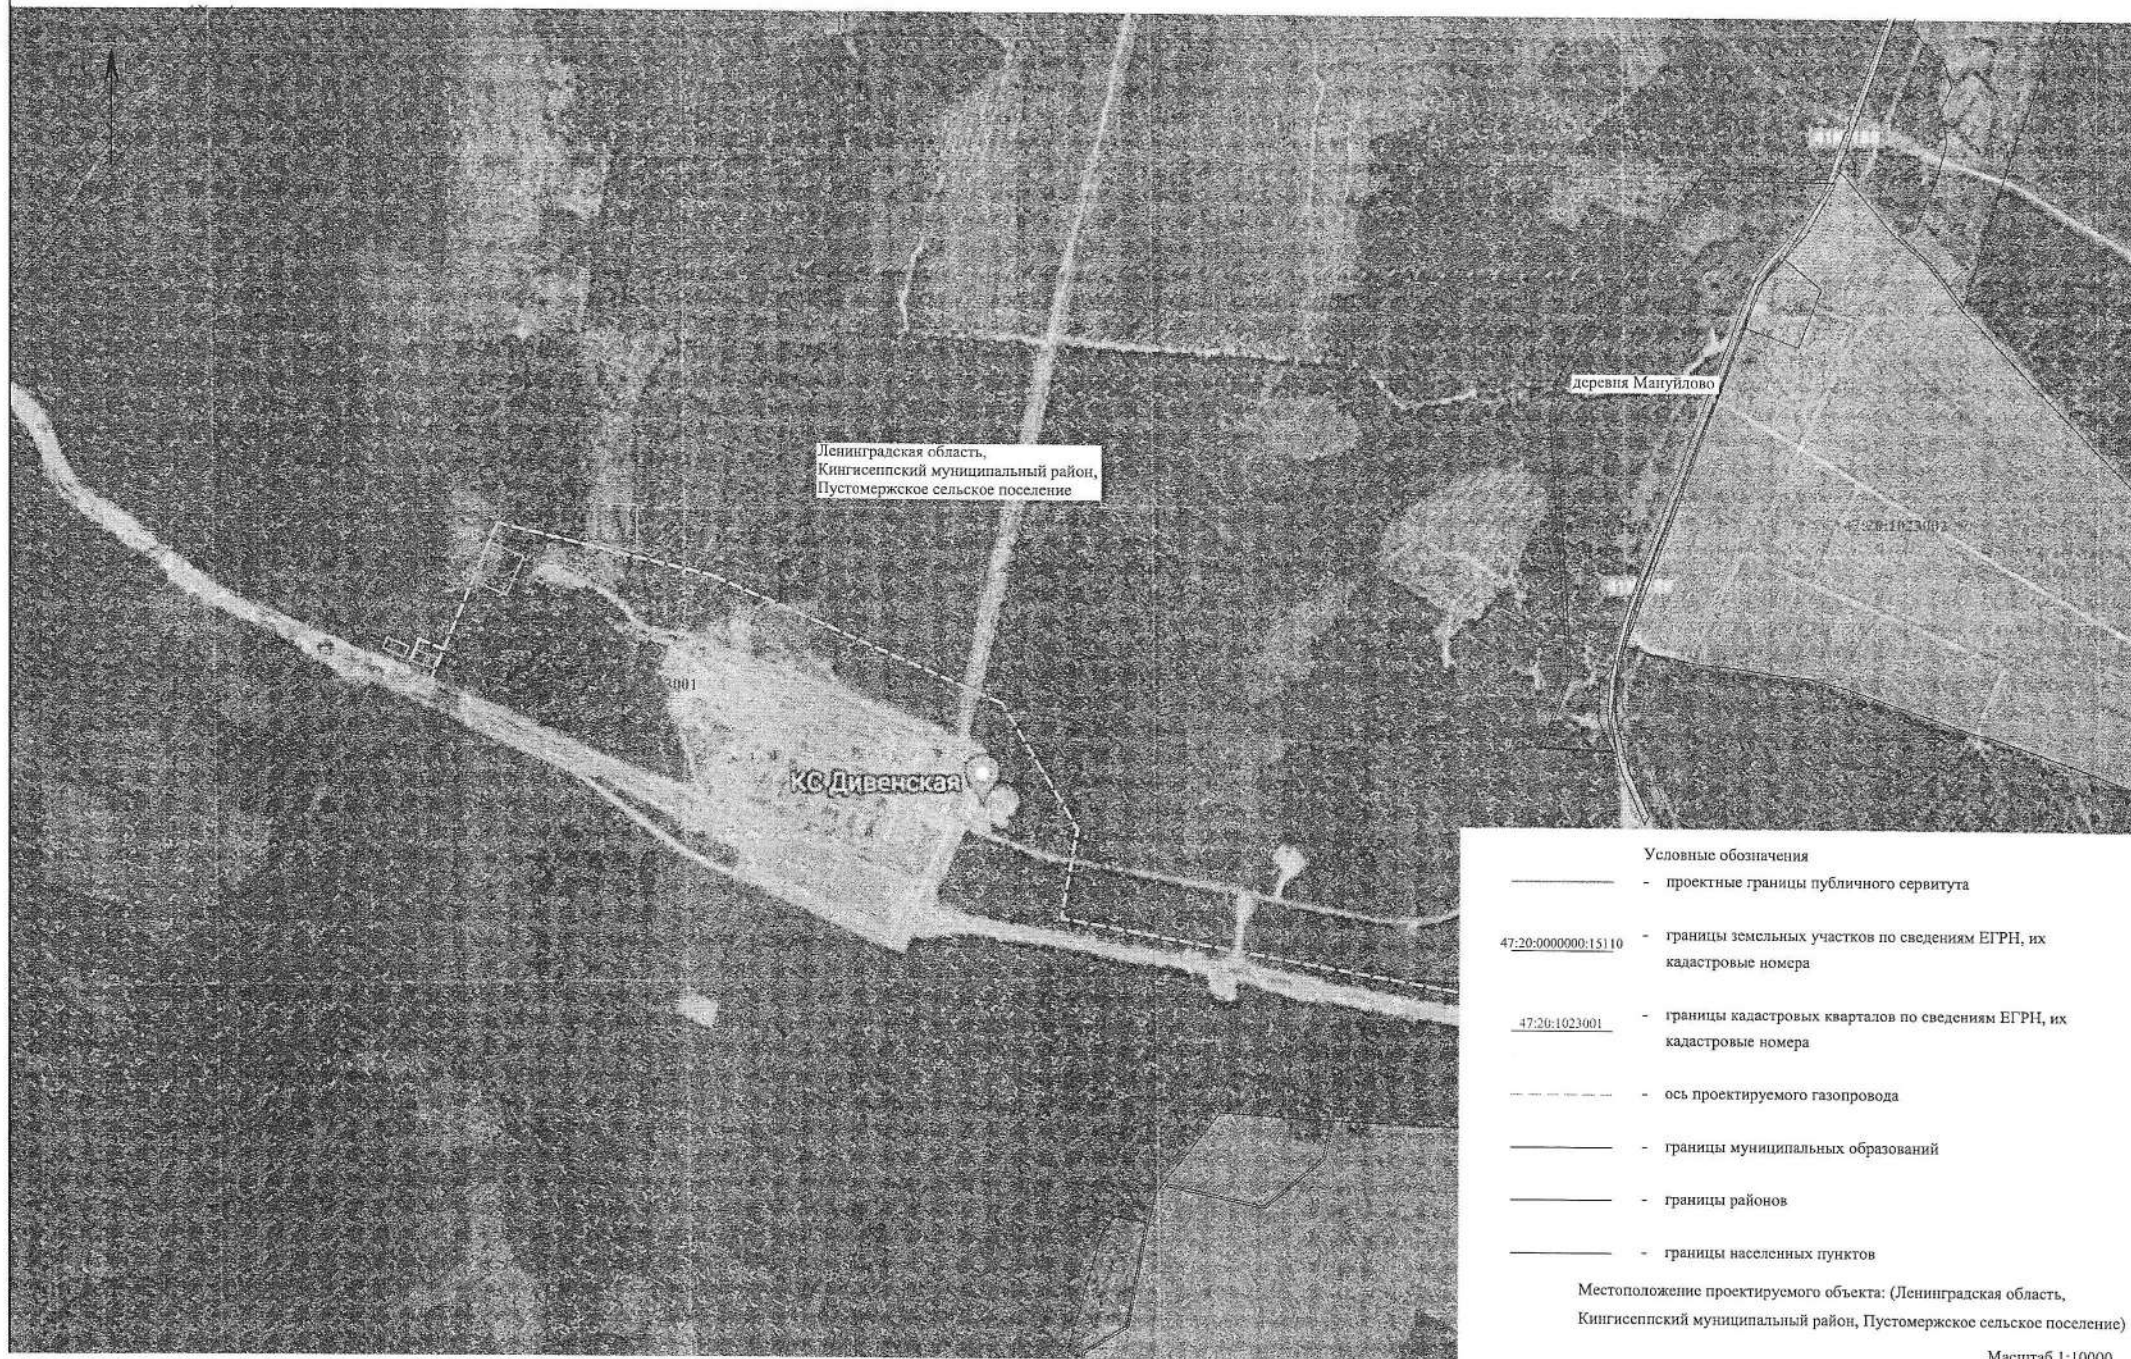 деревня Мануйлово
Ленинградская область,
Кингисеппский муниципальный район,
Пустомержское сельское поселение
47:20:1023002
3001
КС Дивенская
Условные обозначения
- проектные границы публичного сервитута
47:20:0000000:15110 - границы земельных участков по сведениям ЕГРН, их
кадастровые номера
47:20:1023001 - границы кадастровых кварталов по сведениям ЕГРН, их
кадастровые номера
- ось проектируемого газопровода
- границы муниципальных образований
- границы районов
- границы населенных пунктов
Местоположение проектируемого объекта: (Ленинградская область,
Кингисеппский муниципальный район, Пустомержское сельское поселение)
Масштаб 1:10000